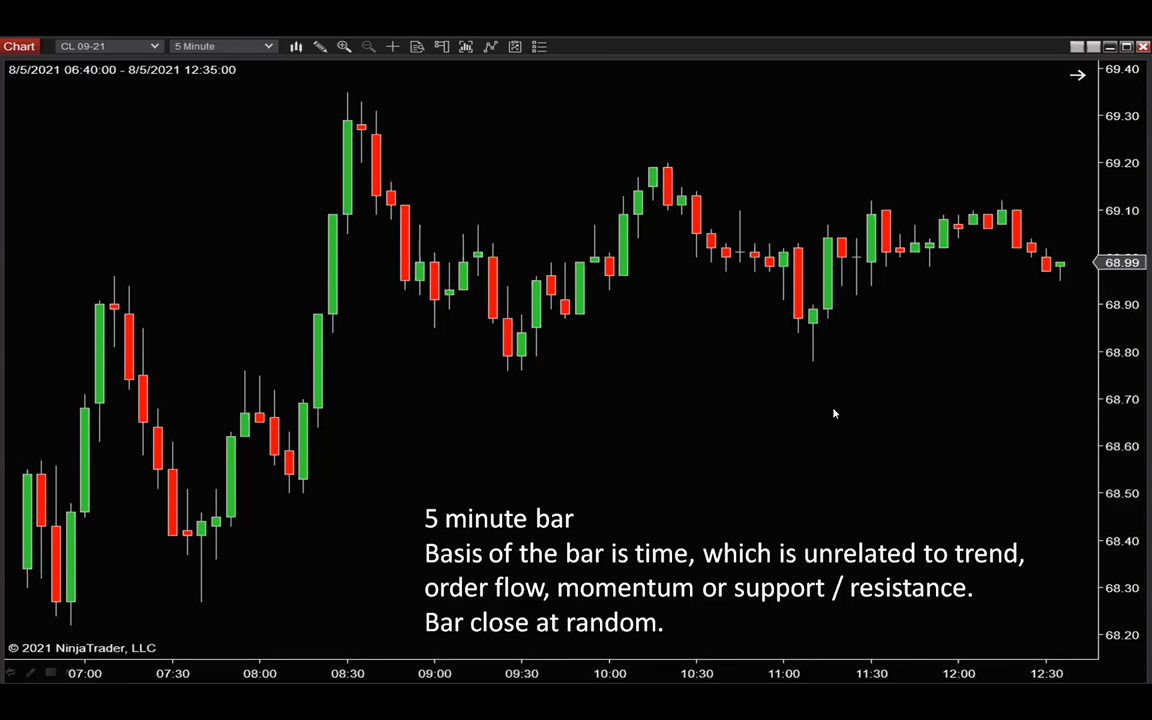 Chart CL 09-21 5 Minute
8/5/2021 06:40:00 - 8/5/2021 12:35:00
69.40
69.30
69.20
69.10
68.99
68.90
68.80
68.70
68.60
68.50
68.40
68.30
68.20
5 minute bar
Basis of the bar is time, which is unrelated to trend,
order flow, momentum or support / resistance.
Bar close at random.
© 2021 NinjaTrader, LLC
07:00 07:30 08:00 08:30 09:00 09:30 10:00 10:30 11:00 11:30 12:00 12:30